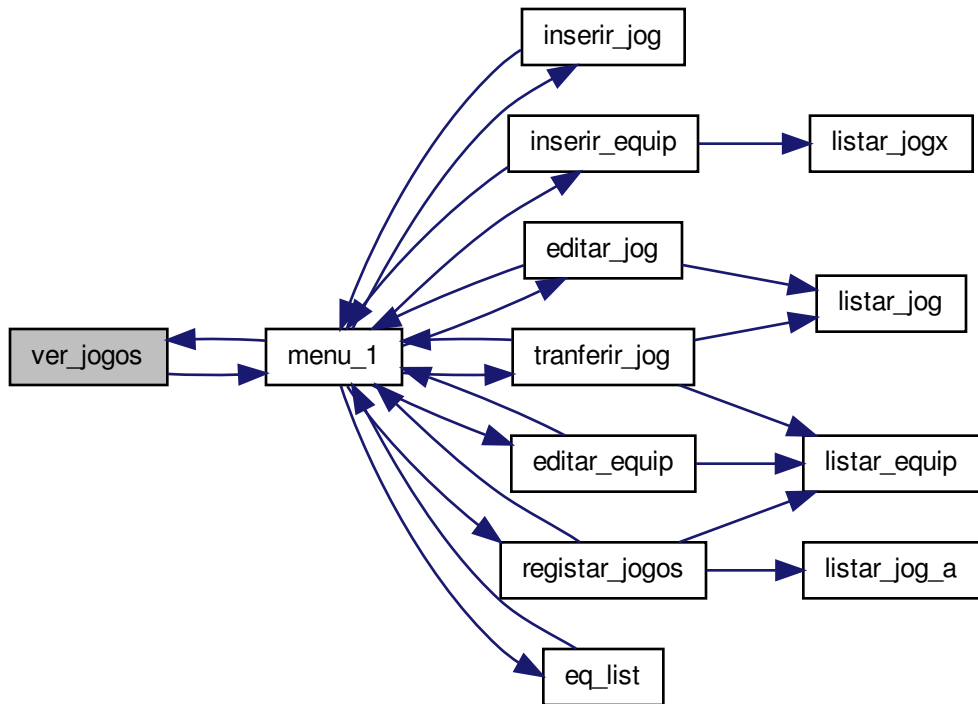 inserir_jog
inserir_equip
listar_jogx
editar_jog
listar_jog
ver_jogos
menu_1
tranferir_jog
editar_equip
listar_equip
registar_jogos
listar_jog_a
eq_list